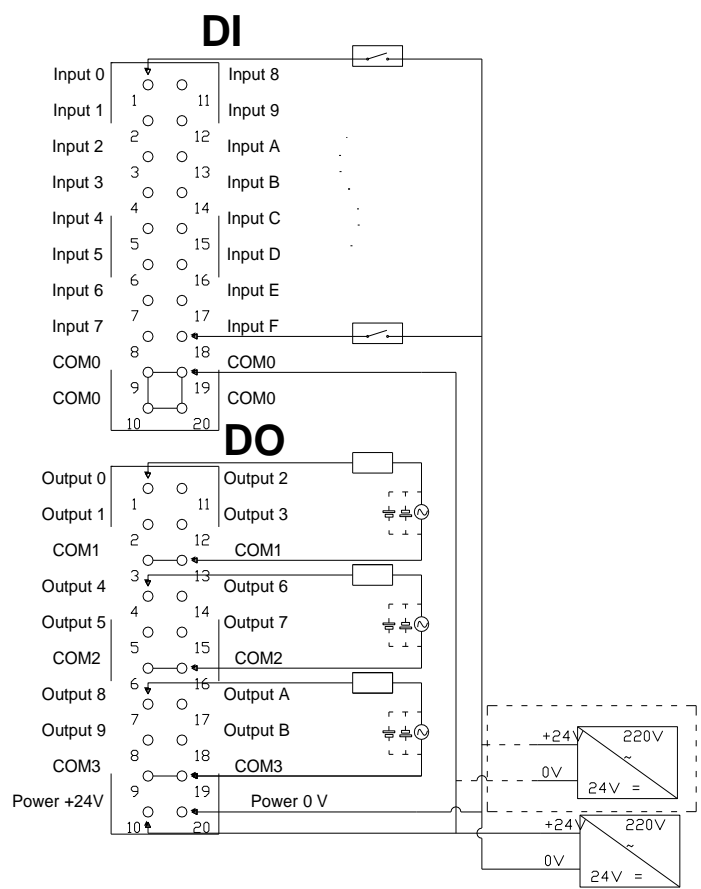 DI
Input 0 Input 8
1 11
Input 1 Input 9
2 12
Input 2 Input A
3 13
Input 3 Input B
4 14
Input 4 Input C
5 15
Input 5 Input D
6 16
Input 6 Input E
7 17
Input 7 Input F
8 18
COM0 COM0
9 19
COM0 COM0
10 20
DO
Output 0 Output 2
1 11
Output 1 Output 3
2 12
COM1 COM1
3 13
Output 4 Output 6
4 14
Output 5 Output 7
5 15
COM2 COM2
6 16
Output 8 Output A
7 17
Output 9 Output B
8 18
COM3 COM3
9 19
Power +24V Power 0 V
10 20
+24V 220V
~
0V
24V =
+24V 220V
~
0V
24V =